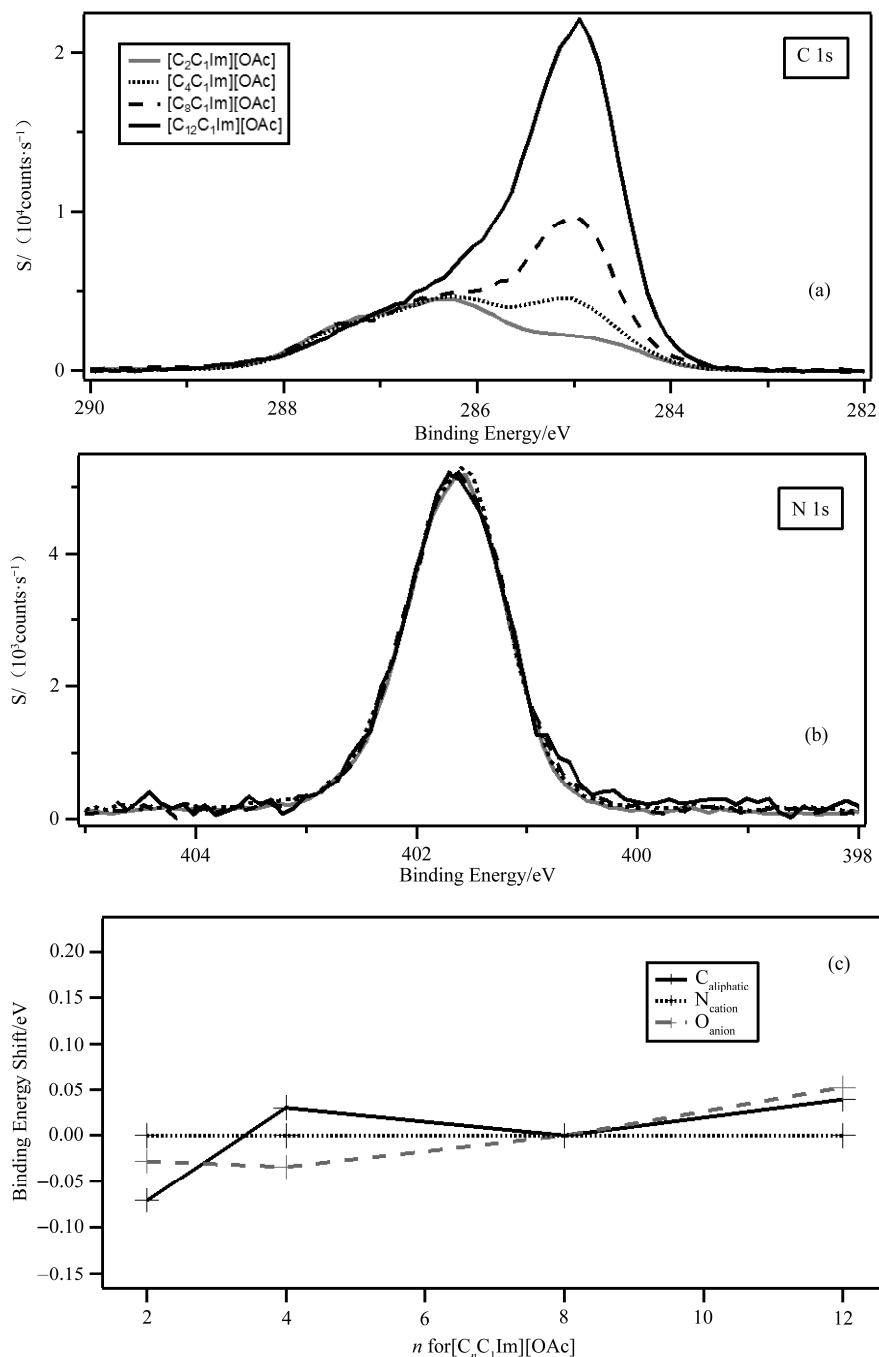 2
1
0
S/ (10⁴counts·s⁻¹)
[C₂C₁Im][OAc]
[C₄C₁Im][OAc]
[C₈C₁Im][OAc]
[C₁₂C₁Im][OAc]
C 1s
(a)
290 288 286 284 282
Binding Energy/eV
4
2
0
S/ (10³counts·s⁻¹)
N 1s
(b)
404 402 400 398
Binding Energy/eV
0.20
0.15
0.10
0.05
0.00
−0.05
−0.10
−0.15
Binding Energy Shift/eV
C aliphatic
N cation
O anion
(c)
2 4 6 8 10 12
n for[CₙC₁Im][OAc]